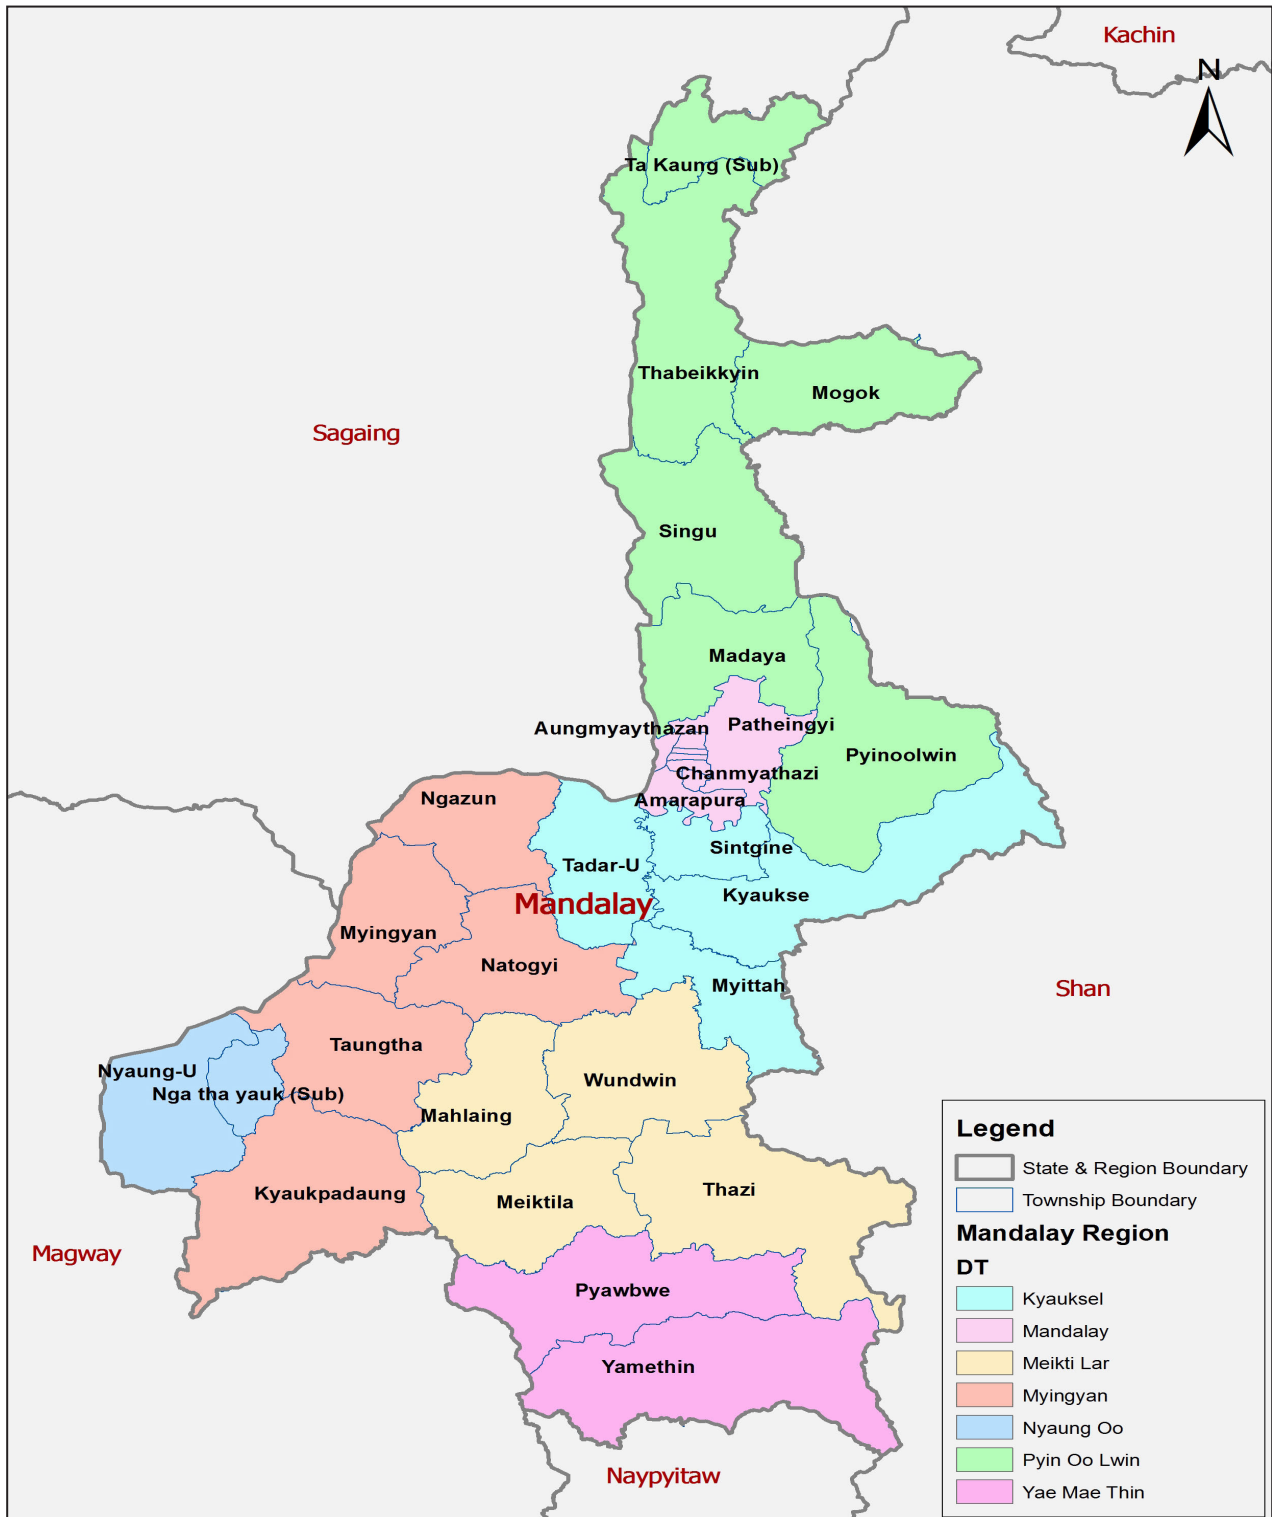 Kachin
N
Ta Kaung (Sub)
Thabeikkyin
Mogok
Sagaing
Singu
Madaya
Aungmyaythazan
Patheingyi
Pyinoolwin
Chanmyathazi
Amarapura
Ngazun
Sintgine
Tadar-U
Kyaukse
Mandalay
Myingyan
Natogyi
Myittah
Shan
Taungtha
Nyaung-U
Nga tha yauk (Sub)
Wundwin
Mahlaing
Kyaukpadaung
Meiktila
Thazi
Magway
Pyawbwe
Yamethin
Naypyitaw
Legend
State & Region Boundary
Township Boundary
Mandalay Region
DT
Kyauksel
Mandalay
Meikti Lar
Myingyan
Nyaung Oo
Pyin Oo Lwin
Yae Mae Thin